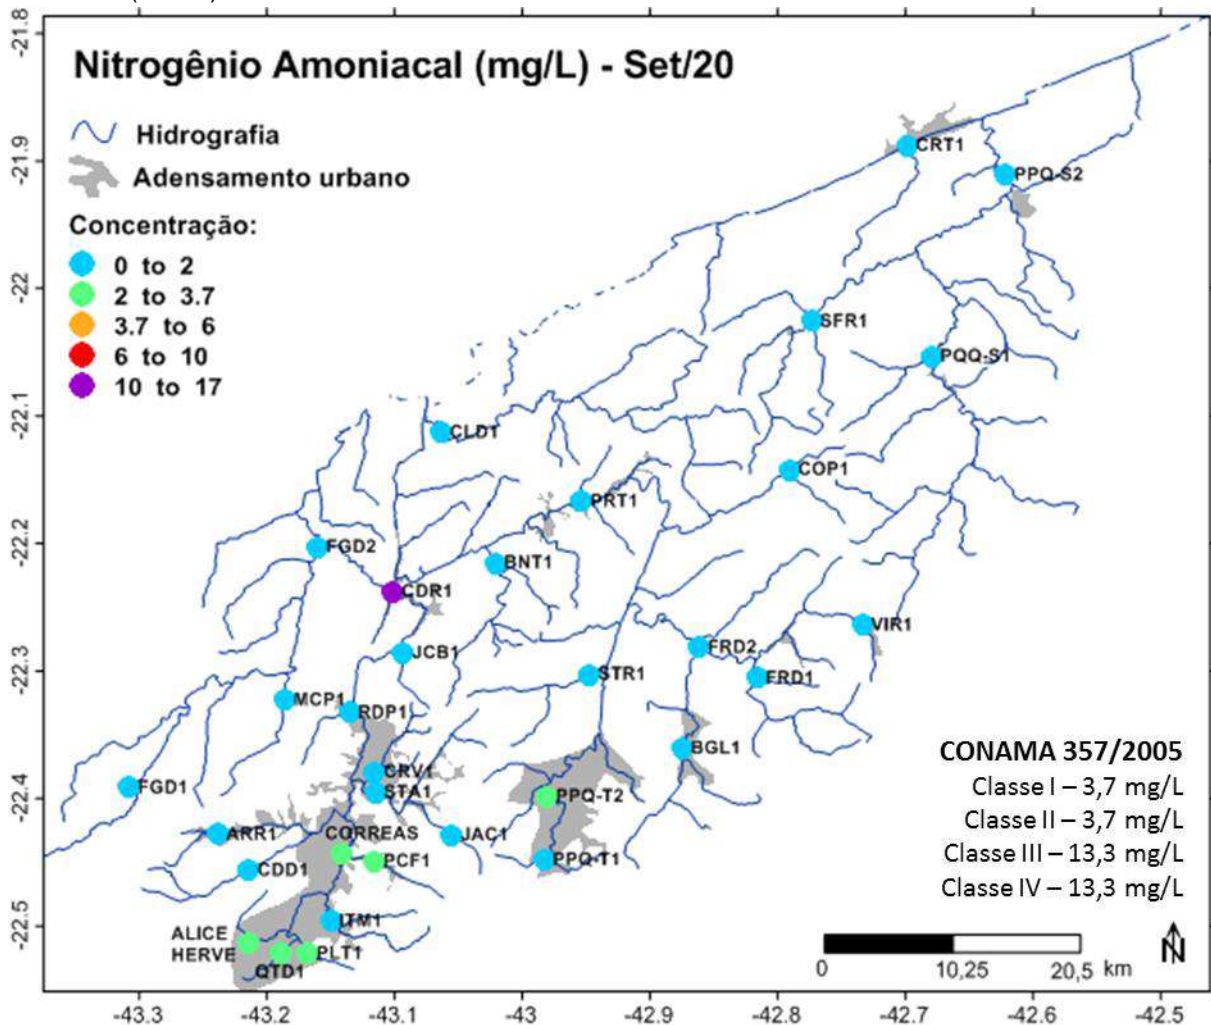 Nitrogênio Amoniacal (mg/L) - Set/20
Hidrografia
Adensamento urbano
Concentração:
0 to 2
2 to 3.7
3.7 to 6
6 to 10
10 to 17
CRT1
PPQ-S2
SFR1
PQQ-S1
CLD1
COP1
PRT1
FGD2
BNT1
CDR1
VIR1
JCB1
FRD2
STR1
FRD1
MCP1
RDP1
BGL1
CRV1
FGD1
STA1
PPQ-T2
ARR1
CORREAS
JAC1
PCF1
PPQ-T1
CDD1
ITM1
ALICE
HERVE
PLT1
QTD1
CONAMA 357/2005
Classe I – 3,7 mg/L
Classe II – 3,7 mg/L
Classe III – 13,3 mg/L
Classe IV – 13,3 mg/L
N
0 10,25 20,5 km
-21.8
-21.9
-22
-22.1
-22.2
-22.3
-22.4
-22.5
-43.3 -43.2 -43.1 -43 -42.9 -42.8 -42.7 -42.6 -42.5